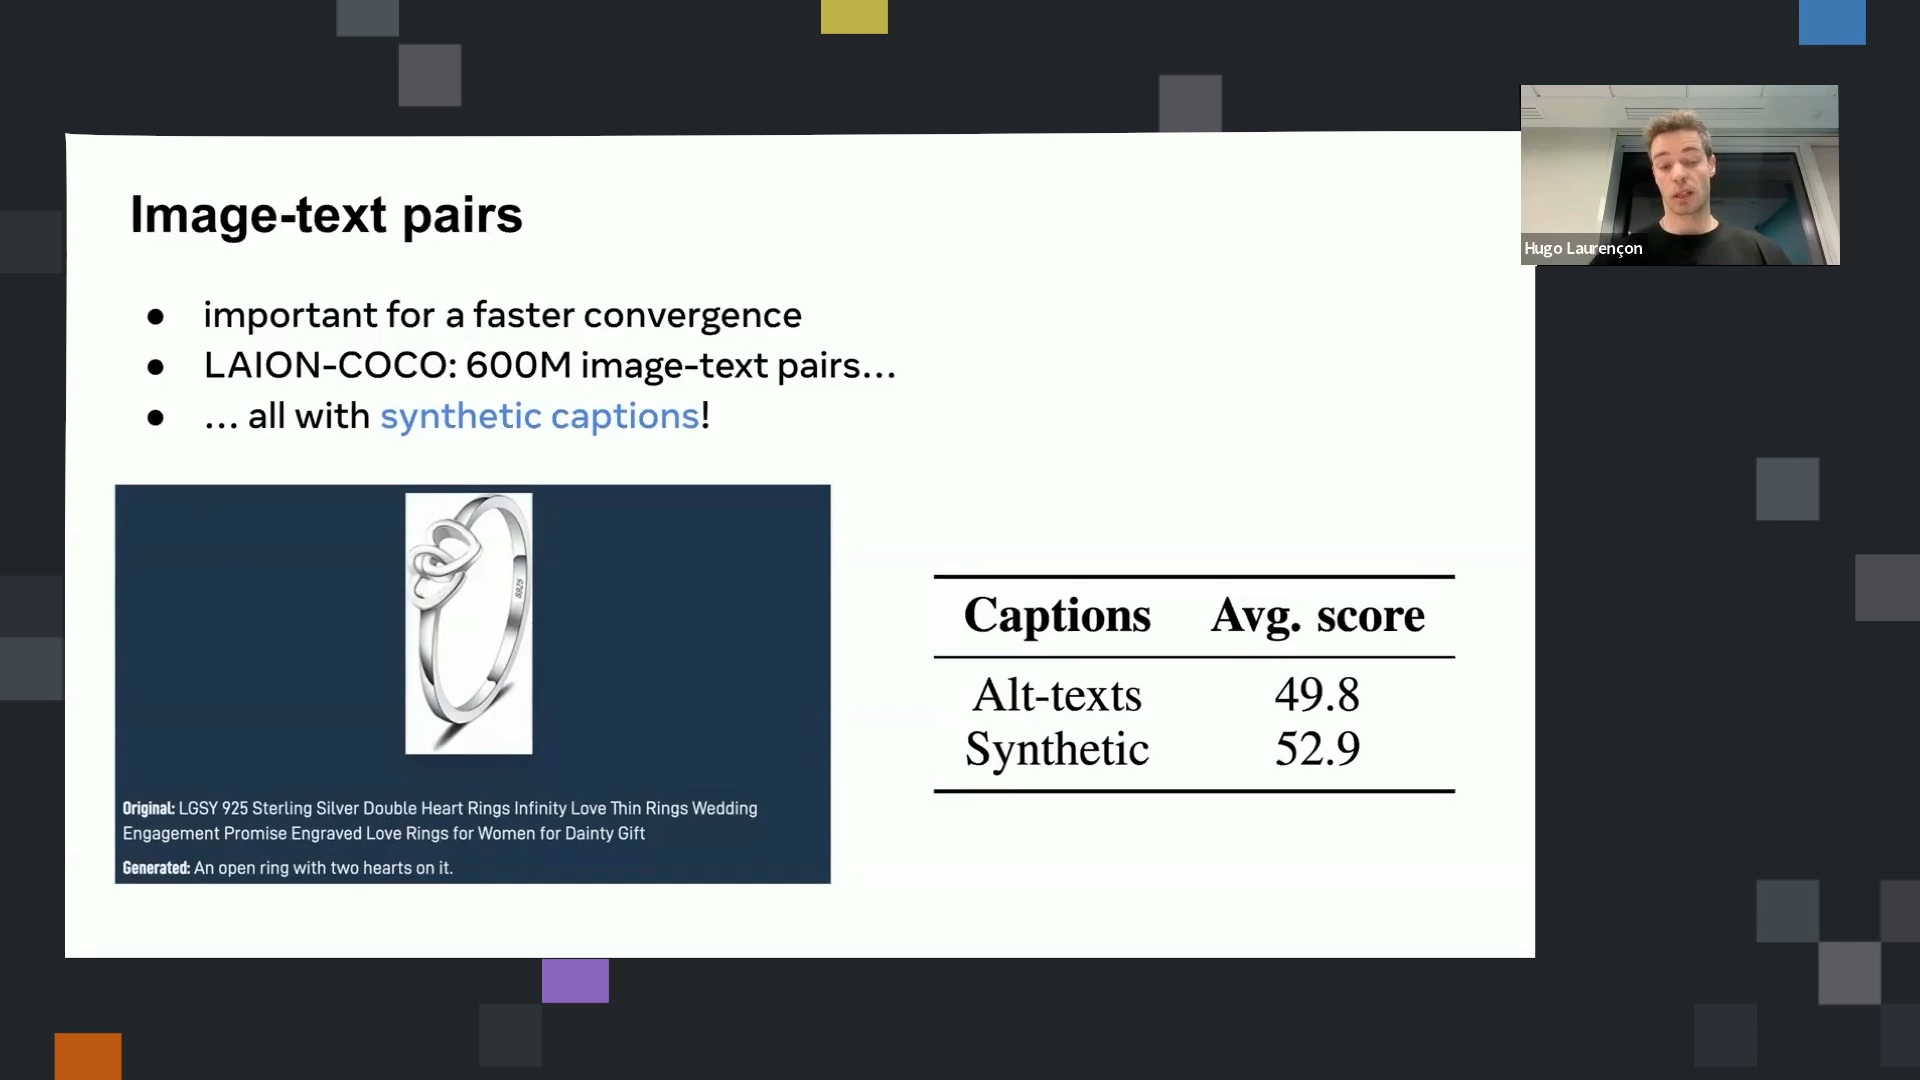 Image-text pairs
● important for a faster convergence
● LAION-COCO: 600M image-text pairs…
● … all with synthetic captions!
Hugo Laurençon
S925
Original: LGSY 925 Sterling Silver Double Heart Rings Infinity Love Thin Rings Wedding
Engagement Promise Engraved Love Rings for Women for Dainty Gift
Generated: An open ring with two hearts on it.
Captions Avg. score
Alt-texts 49.8
Synthetic 52.9